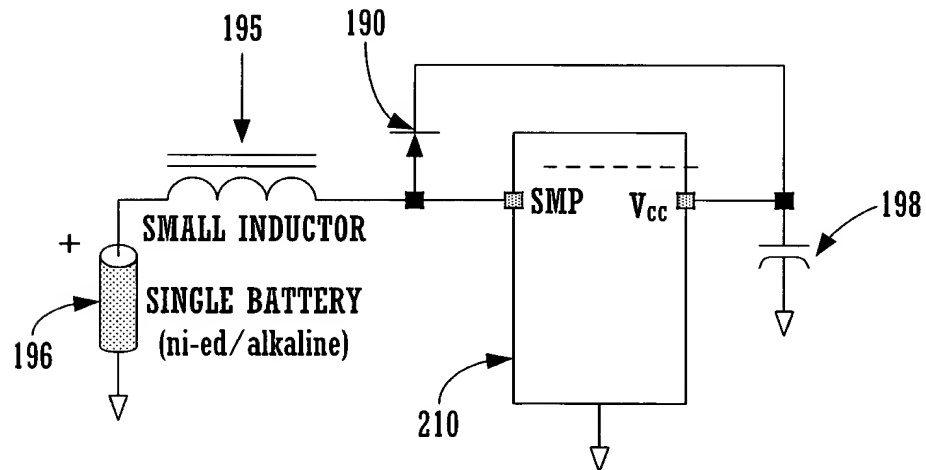 195
190
SMP
VCC
198
SMALL INDUCTOR
+
SINGLE BATTERY
(ni-ed/alkaline)
196
210